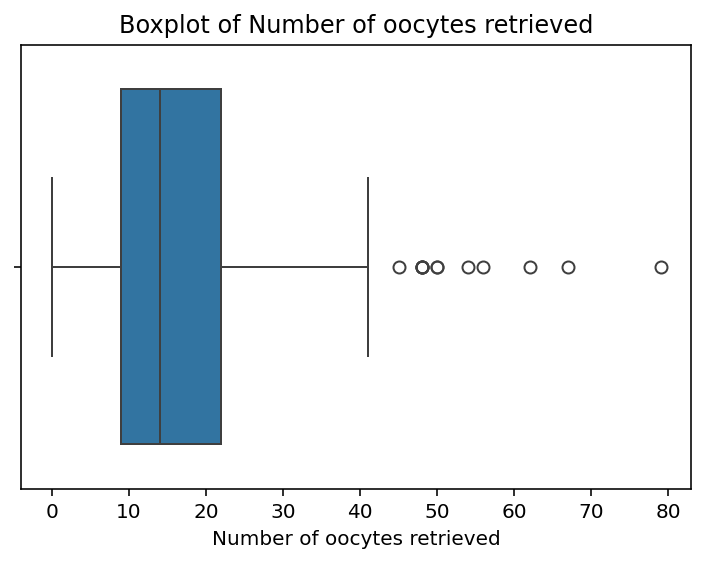 Boxplot of Number of oocytes retrieved
0 10 20 30 40 50 60 70 80
Number of oocytes retrieved